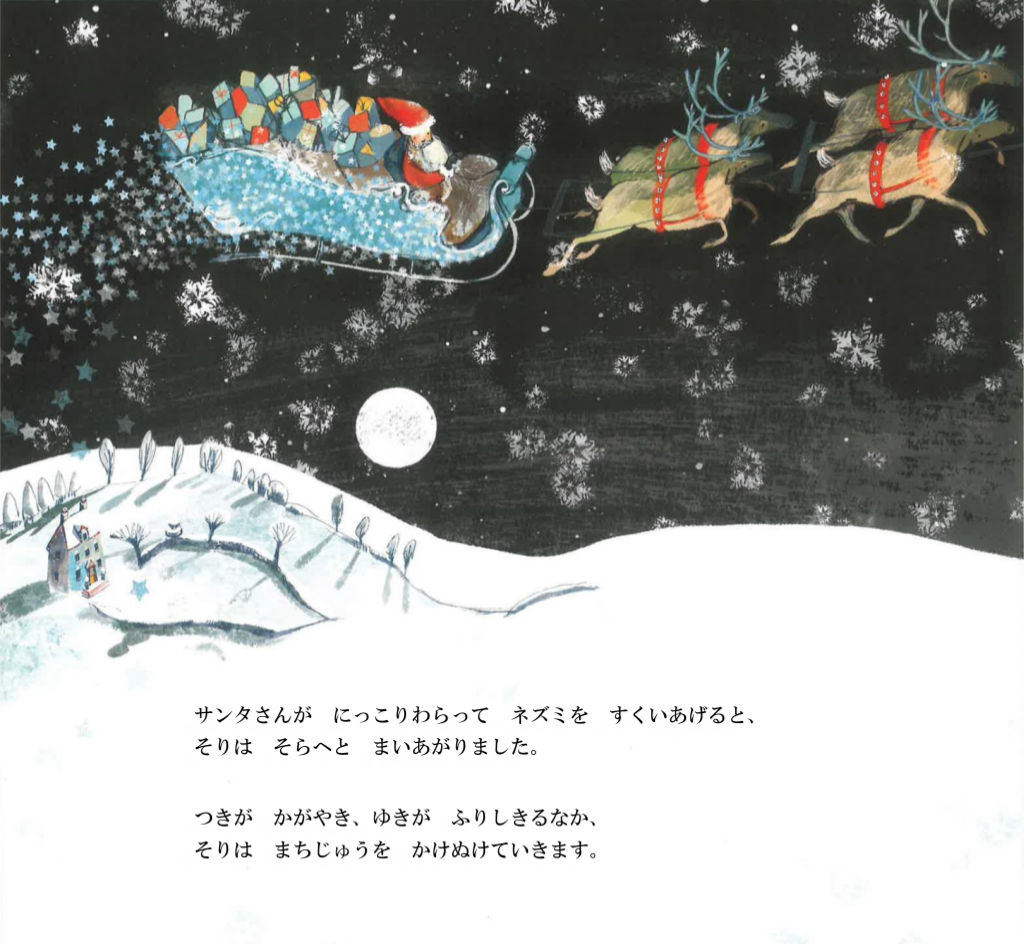 サンタさんが　にっこりわらって　ネズミを　すくいあげると、
そりは　そらへと　まいあがりました。
つきが　かがやき、ゆきが　ふりしきるなか、
そりは　まちじゅうを　かけぬけていきます。